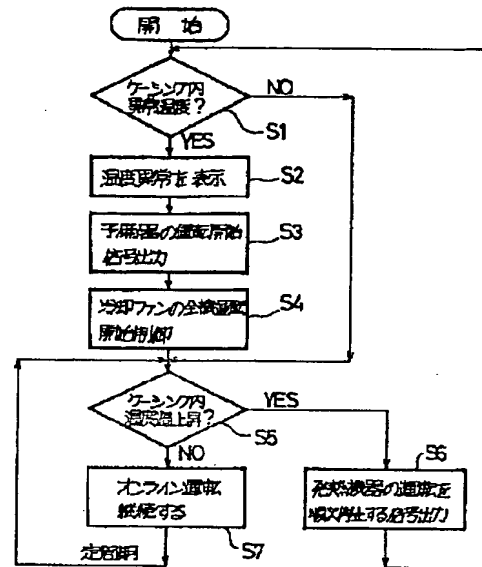 開始
ケーシング内
異常温度?
NO
S1
YES
温度異常を表示
S2
予備器の運転開始
信号出力
S3
冷却ファンの全機運転
開始制御
S4
ケーシング内
温度上昇?
YES
S5
NO
S6
オンライン運転
継続する
発熱機器の運転を
順次停止する信号出力
S7
定周期